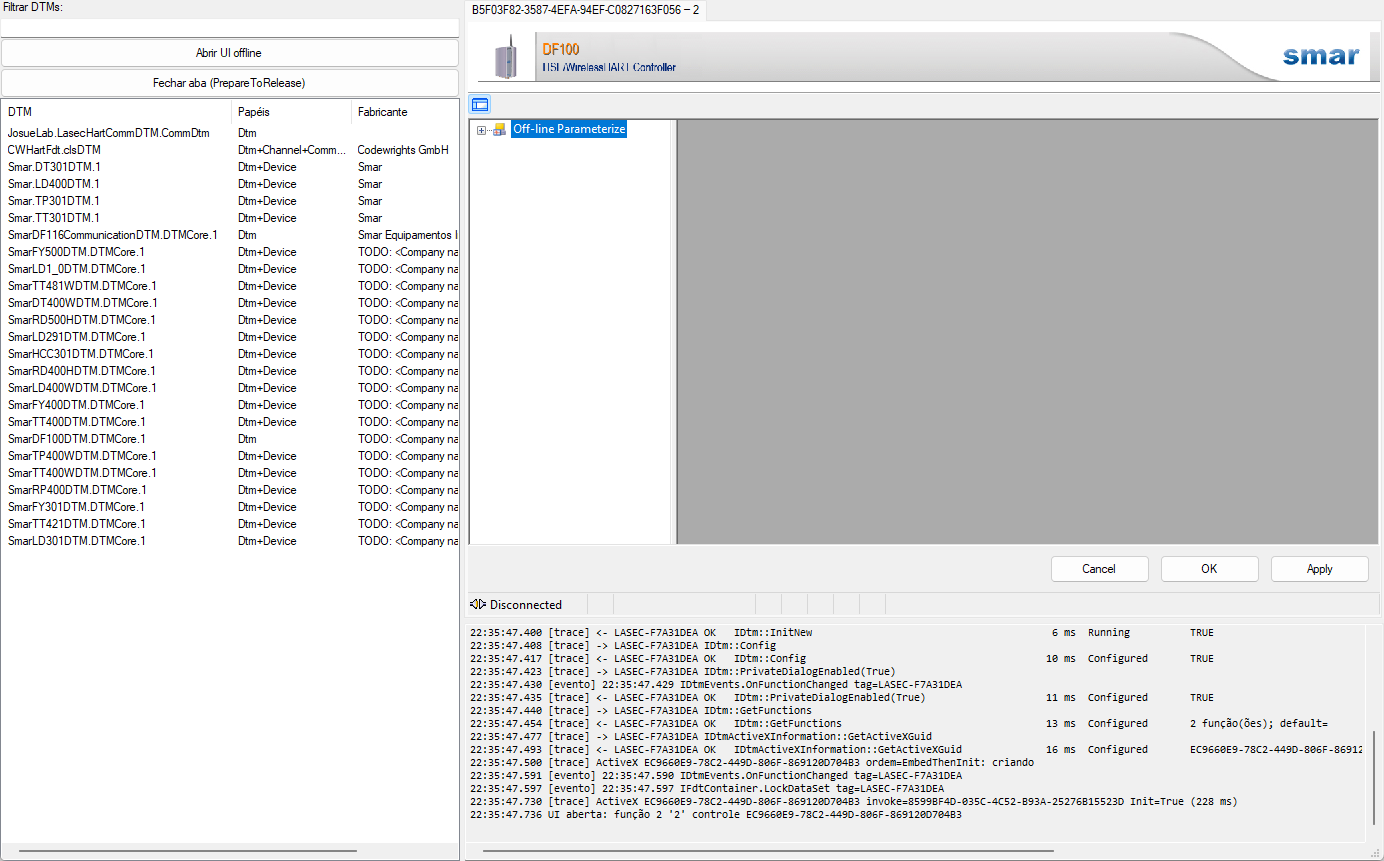 Filtrar DTMs:
Abrir UI offline
Fechar aba (PrepareToRelease)
DTM Papéis Fabricante
JosueLab.LasecHartCommDTM.CommDtm Dtm
CWHartFdt.clsDTM Dtm+Channel+Comm... Codewrights GmbH
Smar.DT301DTM.1 Dtm+Device Smar
Smar.LD400DTM.1 Dtm+Device Smar
Smar.TP301DTM.1 Dtm+Device Smar
Smar.TT301DTM.1 Dtm+Device Smar
SmarDF116CommunicationDTM.DTMCore.1 Dtm Smar Equipamentos I
SmarFY500DTM.DTMCore.1 Dtm+Device TODO: <Company na
SmarLD1_0DTM.DTMCore.1 Dtm+Device TODO: <Company na
SmarTT481WDTM.DTMCore.1 Dtm+Device TODO: <Company na
SmarDT400WDTM.DTMCore.1 Dtm+Device TODO: <Company na
SmarRD500HDTM.DTMCore.1 Dtm+Device TODO: <Company na
SmarLD291DTM.DTMCore.1 Dtm+Device TODO: <Company na
SmarHCC301DTM.DTMCore.1 Dtm+Device TODO: <Company na
SmarRD400HDTM.DTMCore.1 Dtm+Device TODO: <Company na
SmarLD400WDTM.DTMCore.1 Dtm+Device TODO: <Company na
SmarFY400DTM.DTMCore.1 Dtm+Device TODO: <Company na
SmarTT400DTM.DTMCore.1 Dtm+Device TODO: <Company na
SmarDF100DTM.DTMCore.1 Dtm TODO: <Company na
SmarTP400WDTM.DTMCore.1 Dtm+Device TODO: <Company na
SmarTT400WDTM.DTMCore.1 Dtm+Device TODO: <Company na
SmarRP400DTM.DTMCore.1 Dtm+Device TODO: <Company na
SmarFY301DTM.DTMCore.1 Dtm+Device TODO: <Company na
SmarTT421DTM.DTMCore.1 Dtm+Device TODO: <Company na
SmarLD301DTM.DTMCore.1 Dtm+Device TODO: <Company na
B5F03F82-3587-4EFA-94EF-C0827163F056 – 2
DF100
HSE/WirelessHART Controller
smar
Off-line Parameterize
Cancel OK Apply
Disconnected
22:35:47.400 [trace] <- LASEC-F7A31DEA OK IDtm::InitNew 6 ms Running TRUE
22:35:47.408 [trace] -> LASEC-F7A31DEA IDtm::Config
22:35:47.417 [trace] <- LASEC-F7A31DEA OK IDtm::Config 10 ms Configured TRUE
22:35:47.423 [trace] -> LASEC-F7A31DEA IDtm::PrivateDialogEnabled(True)
22:35:47.430 [evento] 22:35:47.429 IDtmEvents.OnFunctionChanged tag=LASEC-F7A31DEA
22:35:47.435 [trace] <- LASEC-F7A31DEA OK IDtm::PrivateDialogEnabled(True) 11 ms Configured TRUE
22:35:47.440 [trace] -> LASEC-F7A31DEA IDtm::GetFunctions
22:35:47.454 [trace] <- LASEC-F7A31DEA OK IDtm::GetFunctions 13 ms Configured 2 função(ões); default=
22:35:47.477 [trace] -> LASEC-F7A31DEA IDtmActiveXInformation::GetActiveXGuid
22:35:47.493 [trace] <- LASEC-F7A31DEA OK IDtmActiveXInformation::GetActiveXGuid 16 ms Configured EC9660E9-78C2-449D-806F-86912
22:35:47.500 [trace] ActiveX EC9660E9-78C2-449D-806F-869120D704B3 ordem=EmbedThenInit: criando
22:35:47.591 [evento] 22:35:47.590 IDtmEvents.OnFunctionChanged tag=LASEC-F7A31DEA
22:35:47.597 [evento] 22:35:47.597 IFdtContainer.LockDataSet tag=LASEC-F7A31DEA
22:35:47.730 [trace] ActiveX EC9660E9-78C2-449D-806F-869120D704B3 invoke=8599BF4D-035C-4C52-B93A-25276B15523D Init=True (228 ms)
22:35:47.736 UI aberta: função 2 '2' controle EC9660E9-78C2-449D-806F-869120D704B3